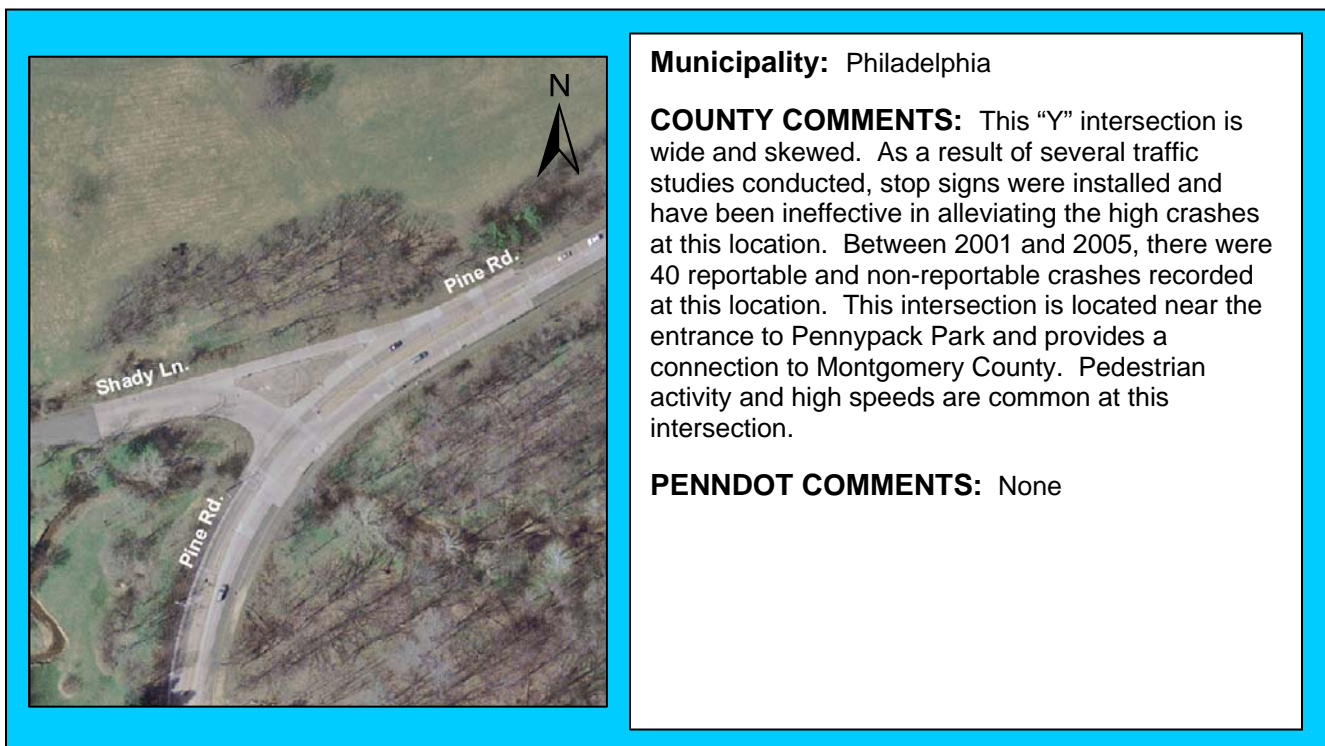 N
Pine Rd.
Shady Ln.
Pine Rd.
Municipality: Philadelphia
COUNTY COMMENTS: This “Y” intersection is
wide and skewed. As a result of several traffic
studies conducted, stop signs were installed and
have been ineffective in alleviating the high crashes
at this location. Between 2001 and 2005, there were
40 reportable and non-reportable crashes recorded
at this location. This intersection is located near the
entrance to Pennypack Park and provides a
connection to Montgomery County. Pedestrian
activity and high speeds are common at this
intersection.
PENNDOT COMMENTS: None